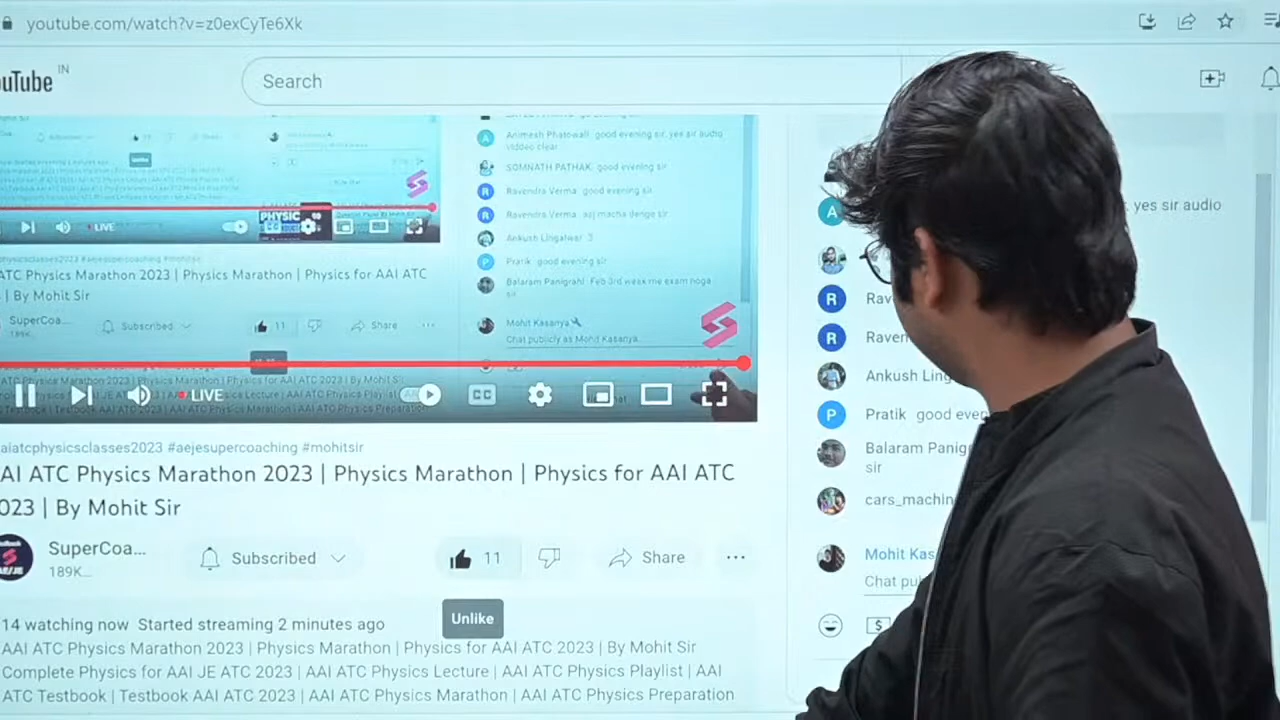 youtube.com/watch?v=z0exCyTe6Xk
ouTube IN
Search
Animesh Phatowali good evening sir, yes sir audio
viddeo clear
SOMNATH PATHAK good evening sir
Ravendra Verma good evening sir
Ravendra Verma aaj macha denge sir
Ankush Lingalwar :3
Pratik good evening sir
Balaram Panigrahi Feb 3rd week me exam hoga
sir
Mohit Kasanya
Chat publicly as Mohit Kasanya...
LIVE
PHYSIC
ATC Physics Marathon 2023 | Physics Marathon | Physics for AAI ATC
| By Mohit Sir
SuperCoa...
189K...
Subscribed
11
Share
LIVE
CC
aiatcphysicsclasses2023 #aejesupercoaching #mohitsir
AI ATC Physics Marathon 2023 | Physics Marathon | Physics for AAI ATC
023 | By Mohit Sir
SuperCoa...
189K...
Subscribed
11
Share
Unlike
14 watching now Started streaming 2 minutes ago
AAI ATC Physics Marathon 2023 | Physics Marathon | Physics for AAI ATC 2023 | By Mohit Sir
Complete Physics for AAI JE ATC 2023 | AAI ATC Physics Lecture | AAI ATC Physics Playlist | AAI
ATC Testbook | Testbook AAI ATC 2023 | AAI ATC Physics Marathon | AAI ATC Physics Preparation
A
. yes sir audio
R Rav
R Raven
Ankush Ling
P Pratik good even
Balaram Panig
sir
cars_machin
Mohit Kas
Chat pub
$